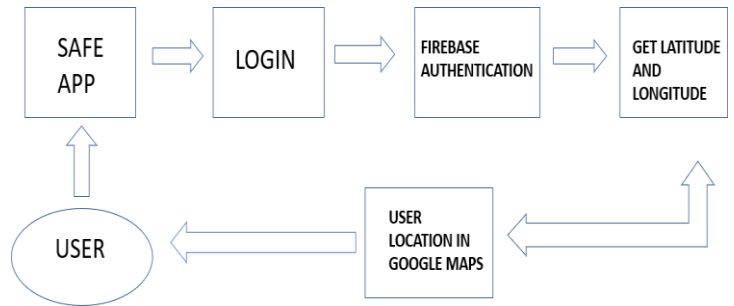 SAFE
APP
LOGIN
FIREBASE
AUTHENTICATION
GET LATITUDE
AND
LONGITUDE
USER
USER
LOCATION IN
GOOGLE MAPS